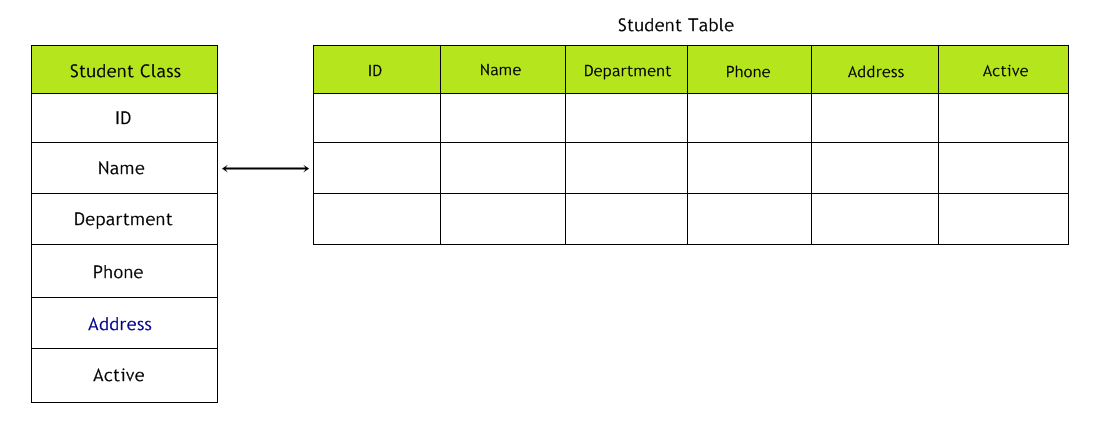 Student Table
Student Class
ID
Name
Department
Phone
Address
Active
ID Name Department Phone Address Active